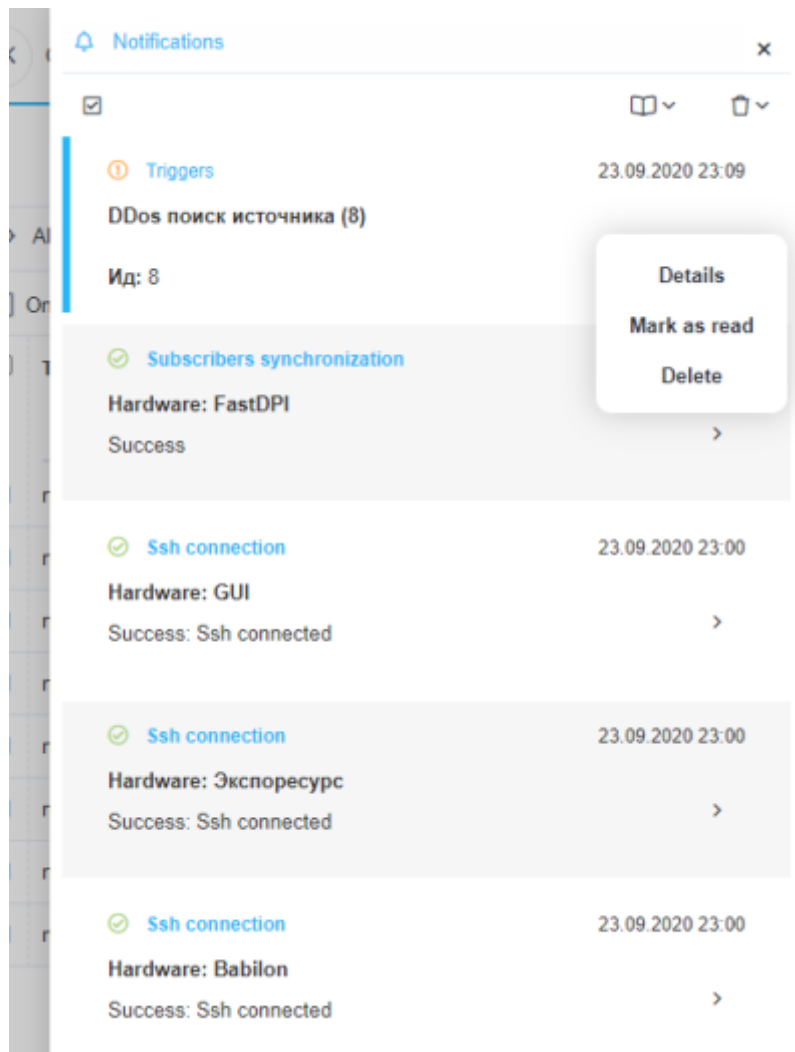 Notifications
Triggers 23.09.2020 23:09
DDos поиск источника (8)
Ид: 8
Details
Mark as read
Delete
Subscribers synchronization
Hardware: FastDPI
Success
Ssh connection 23.09.2020 23:00
Hardware: GUI
Success: Ssh connected
Ssh connection 23.09.2020 23:00
Hardware: Экспоресурс
Success: Ssh connected
Ssh connection 23.09.2020 23:00
Hardware: Babilon
Success: Ssh connected